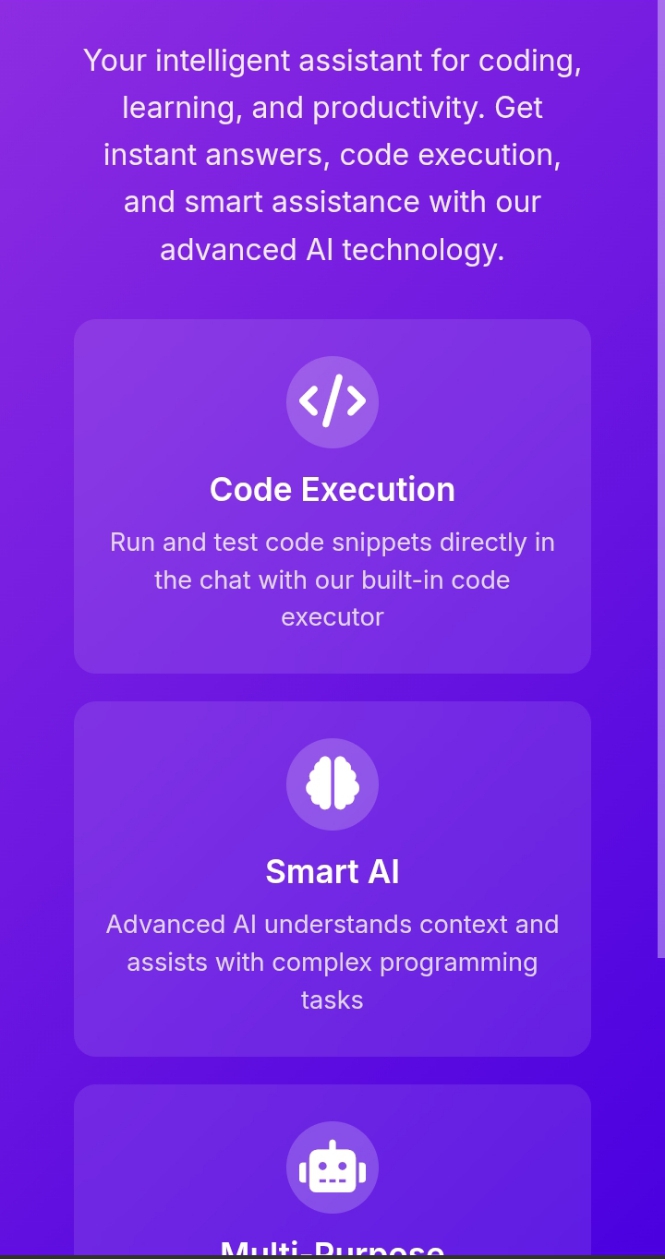 Your intelligent assistant for coding,
learning, and productivity. Get
instant answers, code execution,
and smart assistance with our
advanced AI technology.
Code Execution
Run and test code snippets directly in
the chat with our built-in code
executor
Smart AI
Advanced AI understands context and
assists with complex programming
tasks
Multi-Purpose